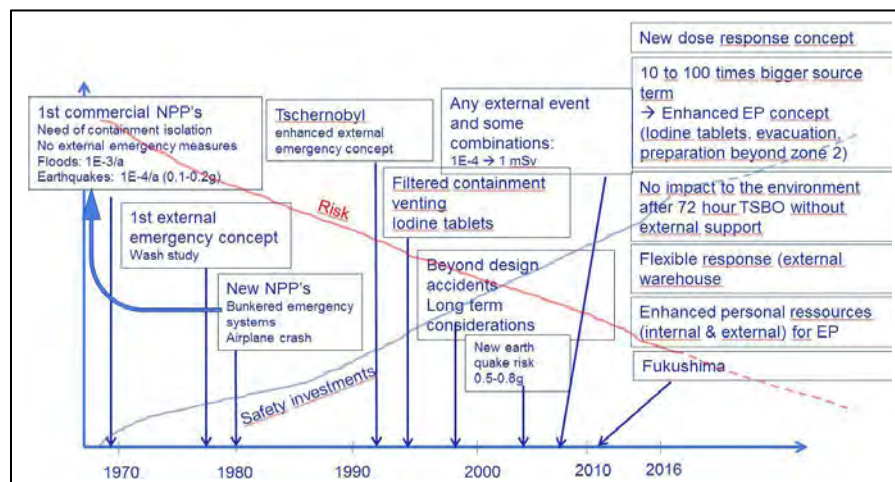 New dose response concept
10 to 100 times bigger source
term
→ Enhanced EP concept
(Iodine tablets, evacuation,
preparation beyond zone 2)
1st commercial NPP's
Need of containment isolation
No external emergency measures
Floods: 1E-3/a
Earthquakes: 1E-4/a (0.1-0.2g)
Tschernobyl
enhanced external
emergency concept
Any external event
and some
combinations:
1E-4 → 1 mSv
Filtered containment
venting
Iodine tablets
No impact to the environment
after 72 hour TSBO without
external support
Risk
1st external
emergency concept
Wash study
New NPP's
Bunkered emergency
systems
Airplane crash
Beyond design
accidents
Long term
considerations
Flexible response (external
warehouse
Enhanced personal ressources
(internal & external) for EP
New earth
quake risk
0.5-0.8g
Fukushima
Safety investments
1970
1980
1990
2000
2010
2016